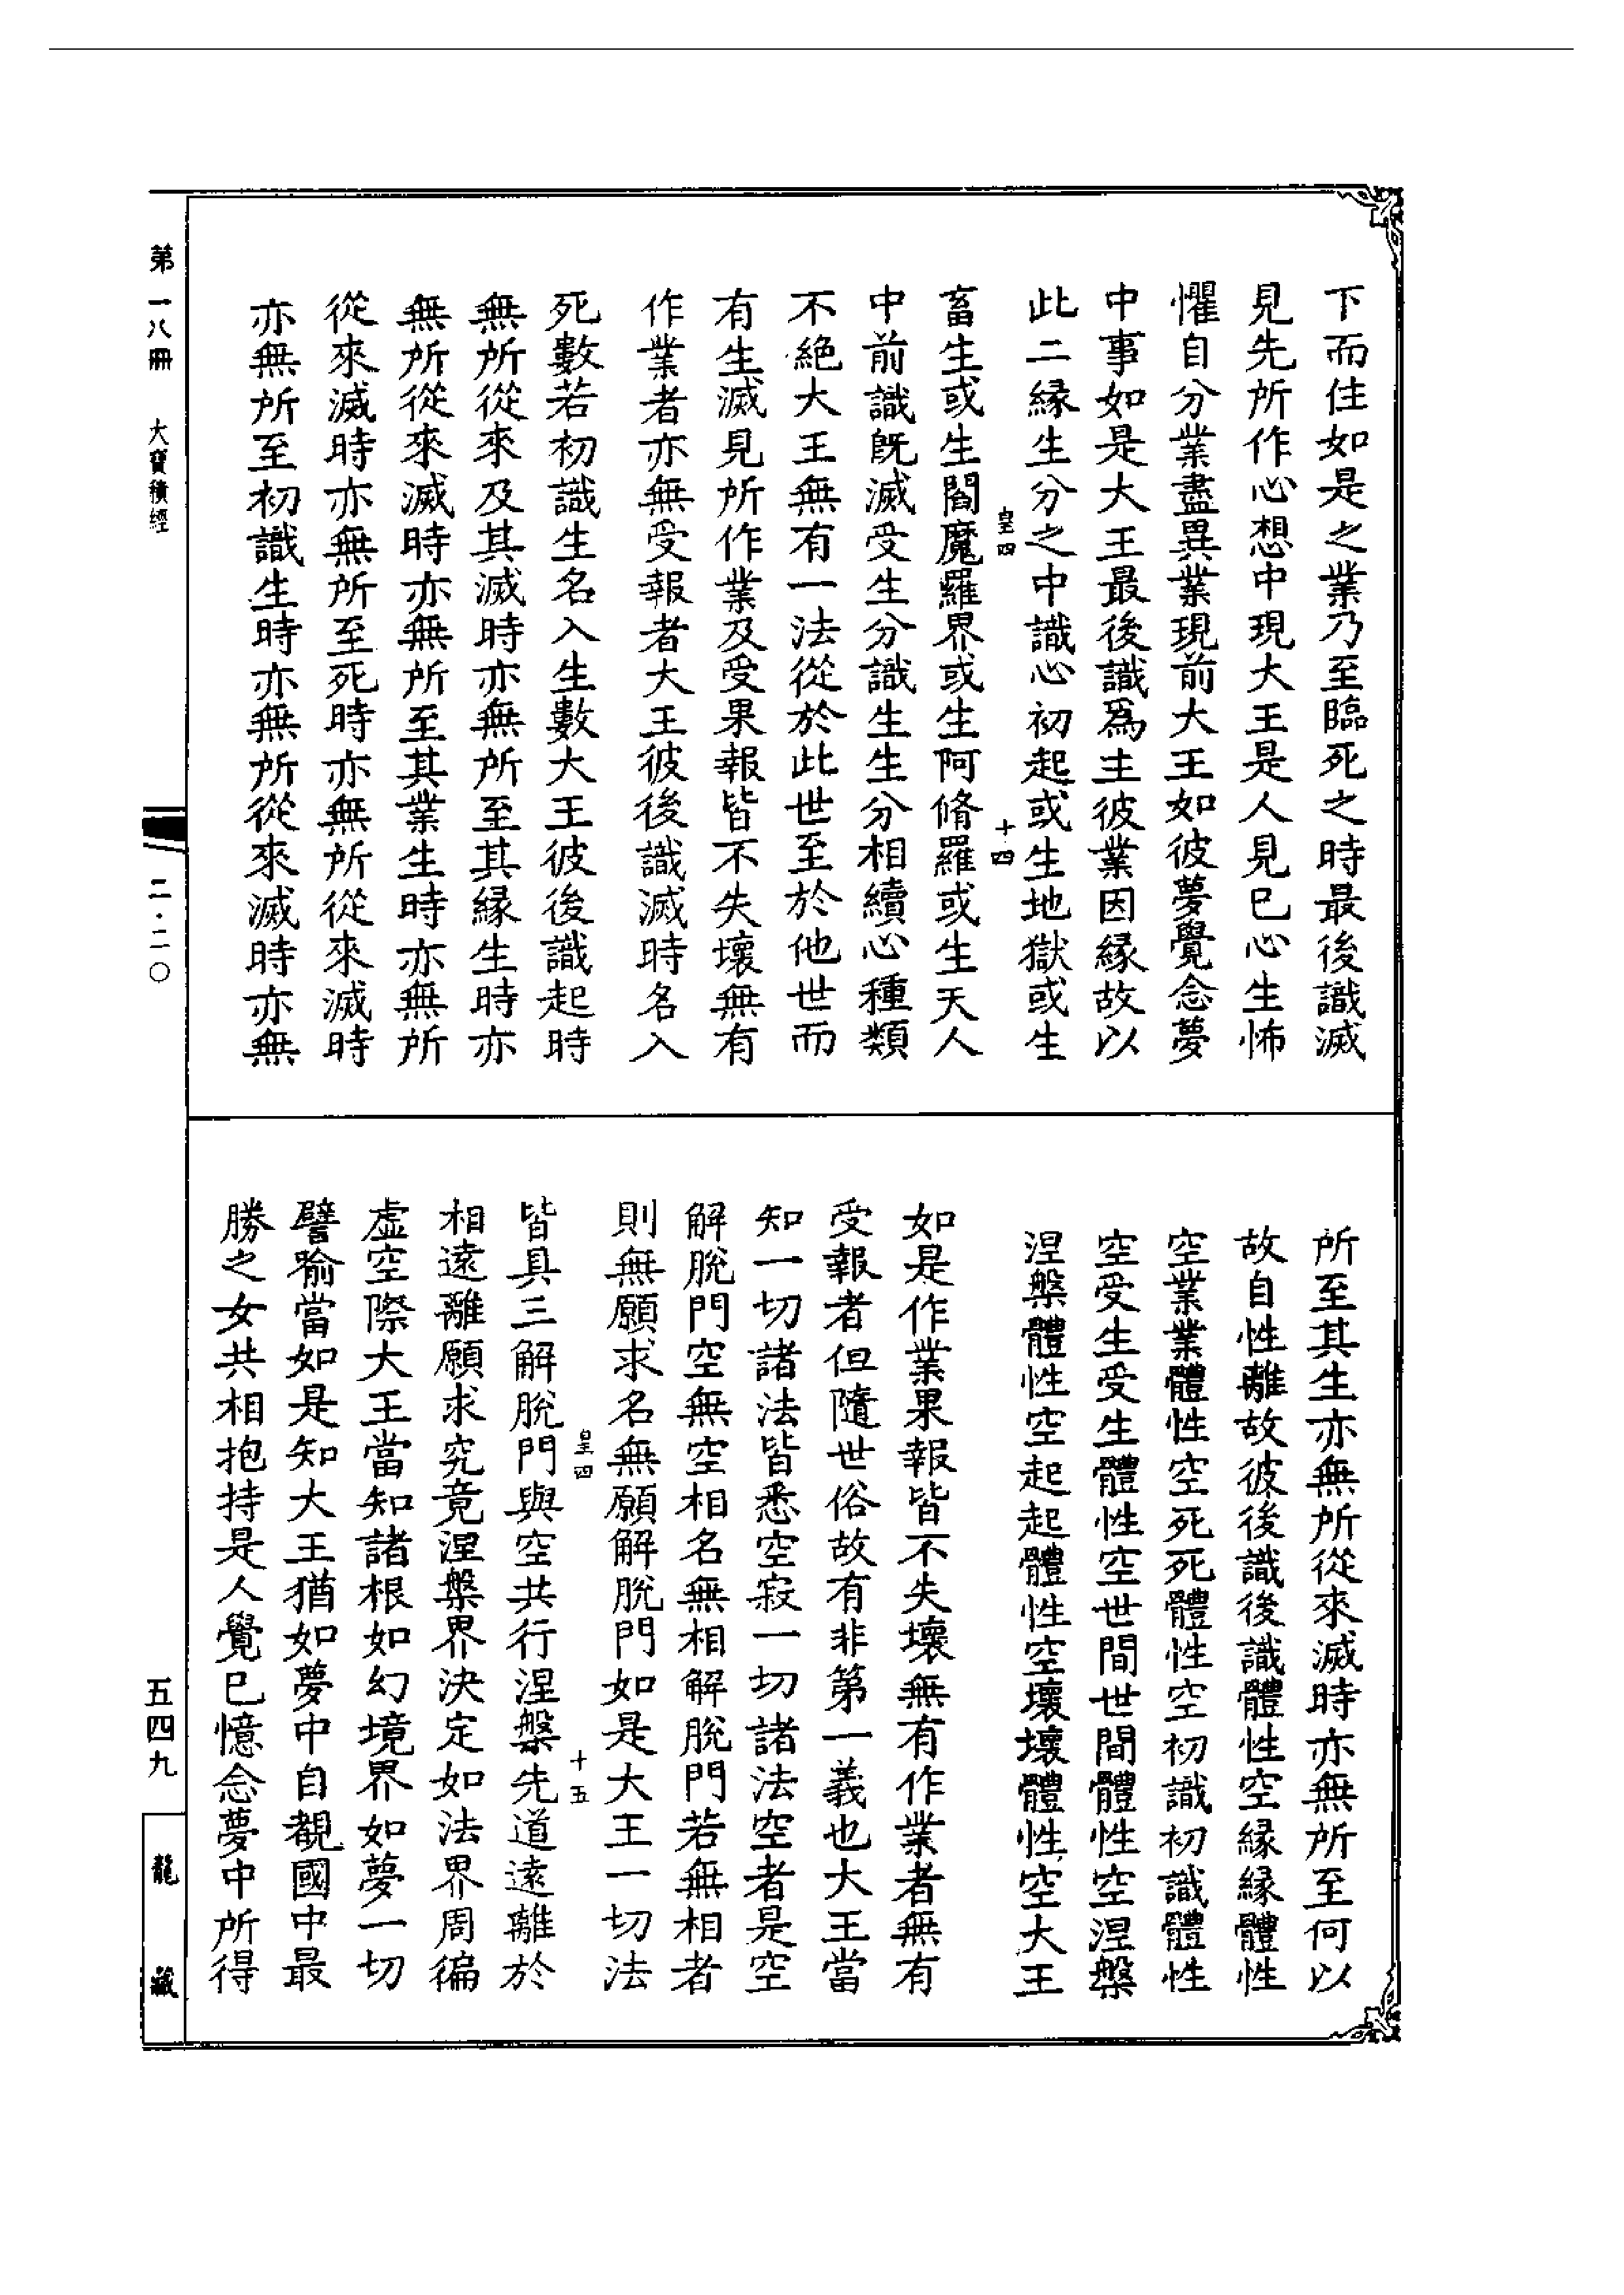 下而住如是之業乃至臨死之時最後識滅
見先所作心想中現大王是人見已心生怖
懼自分業盡異業現前大王如彼夢覺念夢
中事如是大王最後識為主彼業因緣故以
此二緣生分之中識心初起或生地獄或生
皇四 十四
畜生或生閻魔羅界或生阿脩羅或生天人
中前識旣滅受生分識生生分相續心種類
不絕大王無有一法從於此世至於他世而
有生滅見所作業及受果報皆不失壞無有
作業者亦無受報者大王彼後識滅時名入
死數若初識生名入生數大王彼後識起時
無所從來及其滅時亦無所至其緣生時亦
無所從來滅時亦無所至其業生時亦無所
從來滅時亦無所至死時亦無所從來滅時
亦無所至初識生時亦無所從來滅時亦無
所至其生亦無所從來滅時亦無所至何以
故自性離故彼後識後識體性空緣緣體性
空業業體性空死死體性空初識初識體性
空受生受生體性空世間世間體性空涅槃
涅槃體性空起起體性空壞壞體性空大王
如是作業果報皆不失壞無有作業者無有
受報者但隨世俗故有非第一義也大王當
知一切諸法皆悉空寂一切諸法空者是空
解脫門空無空相名無相解脫門若無相者
則無願求名無願解脫門如是大王一切法
皇四 十五
皆具三解脫門與空共行涅槃先道遠離於
相遠離願求究竟涅槃界決定如法界周徧
虛空際大王當知諸根如幻境界如夢一切
譬喻當如是知大王猶如夢中自覩國中最
勝之女共相抱持是人覺已憶念夢中所得
第一八冊 大寶積經 二.二〇 五四九 龍藏